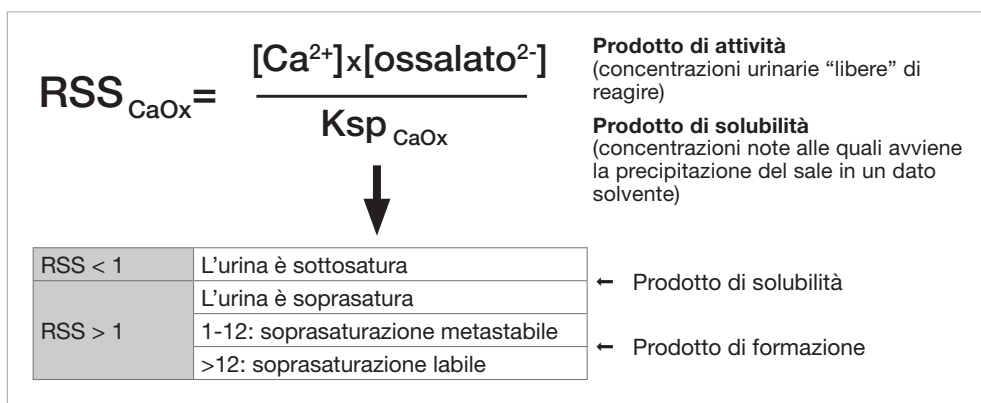 RSS CaOx = [Ca²⁺]x[ossalato²⁻]
Ksp CaOx
Prodotto di attività
(concentrazioni urinarie “libere” di
reagire)
Prodotto di solubilità
(concentrazioni note alle quali avviene
la precipitazione del sale in un dato
solvente)
RSS < 1
L'urina è sottosatura
RSS > 1
L'urina è soprasatura
1-12: soprasaturazione metastabile
>12: soprasaturazione labile
← Prodotto di solubilità
← Prodotto di formazione